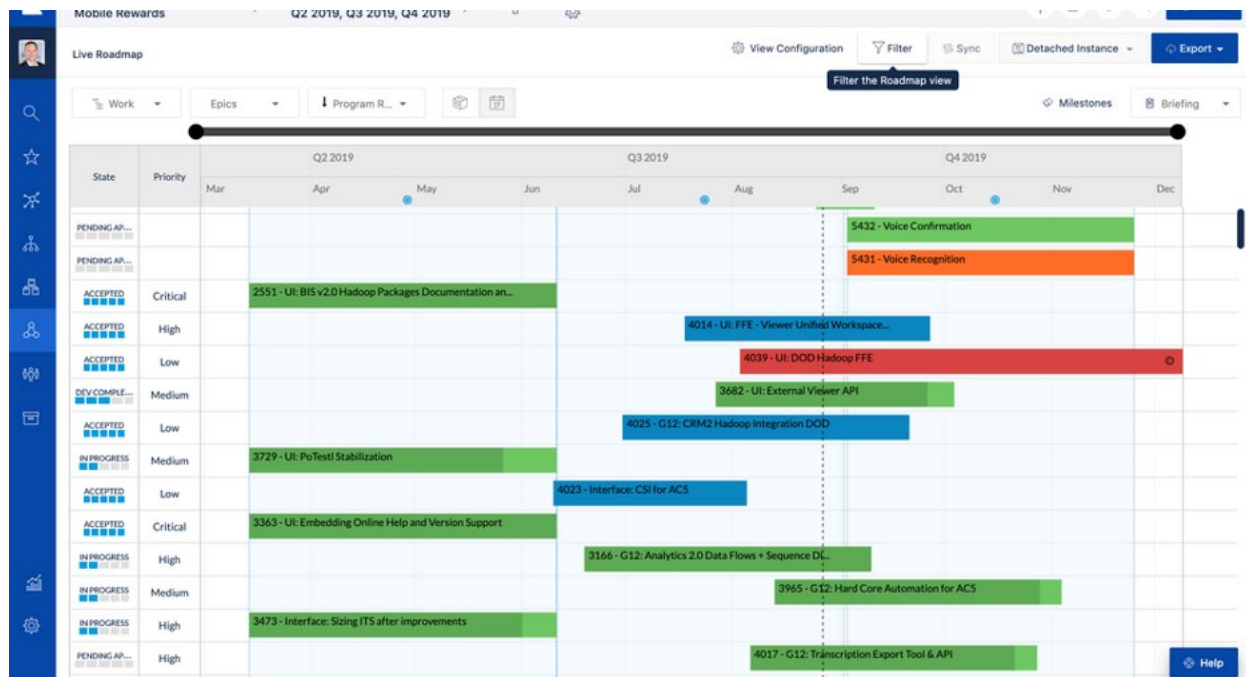 Mobile Rewards
Q2 2019, Q3 2019, Q4 2019
Live Roadmap
View Configuration
Filter
Sync
Detached Instance
Export
Filter the Roadmap view
Work
Epics
Program R...
Milestones
Briefing
State Priority
Q2 2019 Q3 2019 Q4 2019
Mar Apr May Jun Jul Aug Sep Oct Nov Dec
PENDING AP... 5432 - Voice Confirmation
PENDING AP... 5431 - Voice Recognition
ACCEPTED Critical 2551 - UI: BIS v2.0 Hadoop Packages Documentation an...
ACCEPTED High 4014 - UI: FFE - Viewer Unified Workspace...
ACCEPTED Low 4039 - UI: DOD Hadoop FFE
DEV COMPLE... Medium 3682 - UI: External Viewer API
ACCEPTED Low 4025 - G12: CRM2 Hadoop Integration DOD
IN PROGRESS Medium 3729 - UI: PoTestl Stabilization
ACCEPTED Low 4023 - Interface: CSI for AC5
ACCEPTED Critical 3363 - UI: Embedding Online Help and Version Support
IN PROGRESS High 3166 - G12: Analytics 2.0 Data Flows + Sequence Di...
IN PROGRESS Medium 3965 - G12: Hard Core Automation for AC5
IN PROGRESS High 3473 - Interface: Sizing ITS after improvements
PENDING AP... High 4017 - G12: Transcription Export Tool & API
Help